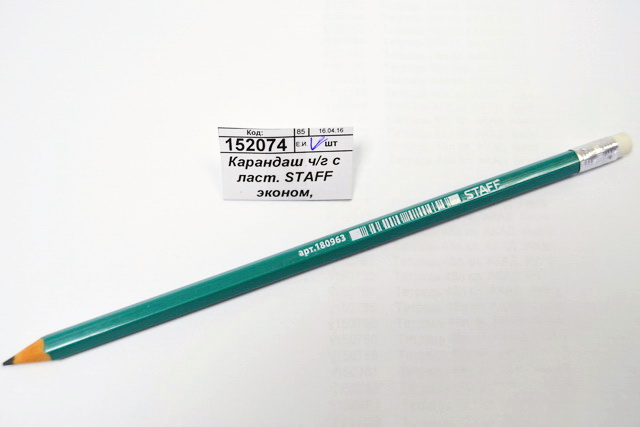 Код: 85 16.04.16
152074 Е.И. шт
Карандаш ч/г с
ласт. STAFF
эконом,
арт.180963 STAFF